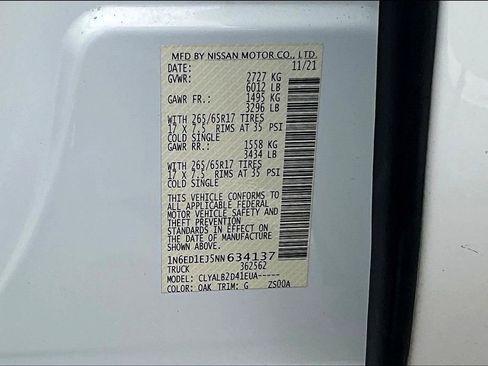 MFD BY NISSAN MOTOR CO., LTD.
DATE: 11/21
GVWR: 2727 KG
6012 LB
GAWR FR.: 1495 KG
3296 LB
WITH 265/65R17 TIRES
17 X 7.5 RIMS AT 35 PSI
COLD SINGLE
GAWR RR.: 1558 KG
3434 LB
WITH 265/65R17 TIRES
17 X 7.5 RIMS AT 35 PSI
COLD SINGLE
THIS VEHICLE CONFORMS TO
ALL APPLICABLE FEDERAL
MOTOR VEHICLE SAFETY AND
THEFT PREVENTION
STANDARDS IN EFFECT ON
THE DATE OF MANUFACTURE
SHOWN ABOVE.
1N6ED1EJ5NN634137
TRUCK 362562
MODEL: CLYALB2D41EUA-----
COLOR: QAK TRIM: G ZS00A